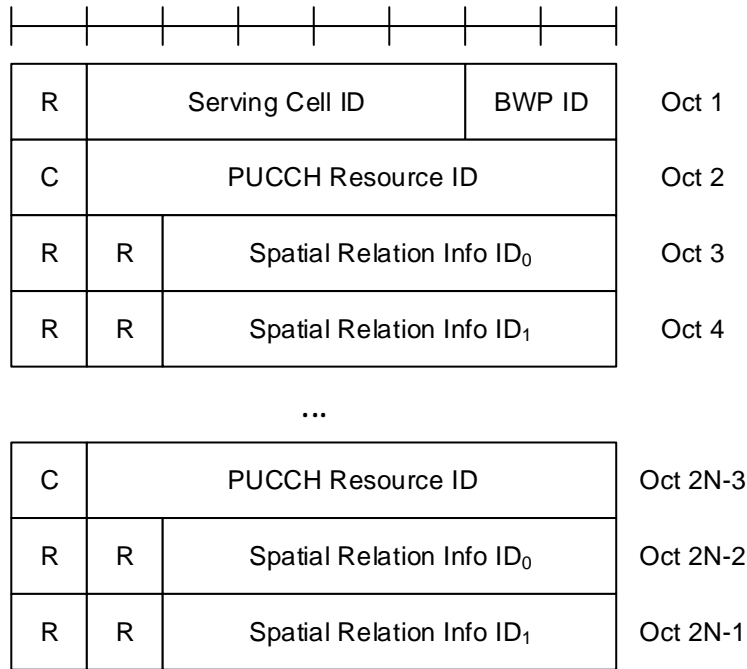 R Serving Cell ID BWP ID Oct 1
C PUCCH Resource ID Oct 2
R R Spatial Relation Info ID₀ Oct 3
R R Spatial Relation Info ID₁ Oct 4
...
C PUCCH Resource ID Oct 2N-3
R R Spatial Relation Info ID₀ Oct 2N-2
R R Spatial Relation Info ID₁ Oct 2N-1